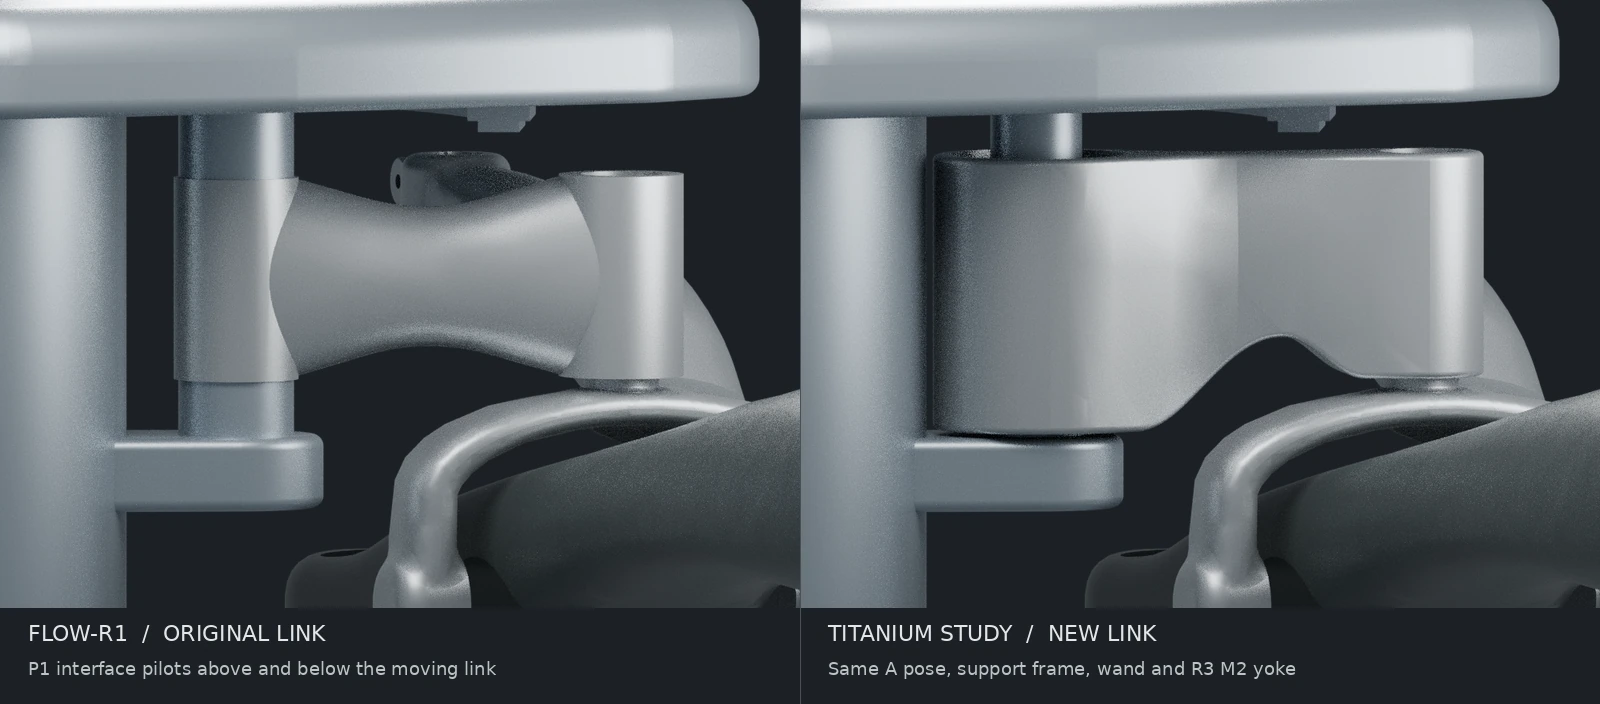 FLOW-R1 / ORIGINAL LINK
P1 interface pilots above and below the moving link
TITANIUM STUDY / NEW LINK
Same A pose, support frame, wand and R3 M2 yoke